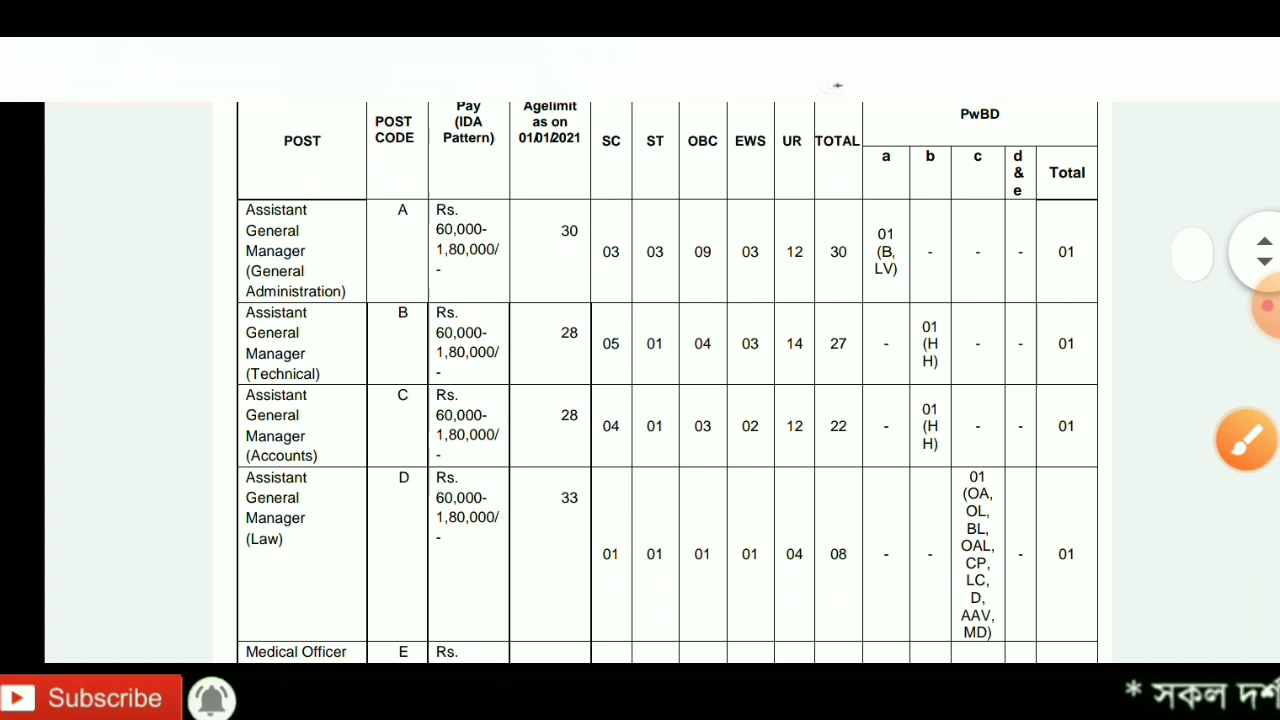 POST
POST CODE
Pay (IDA Pattern)
Agelimit as on 01/01/2021
SC
ST
OBC
EWS
UR
TOTAL
PwBD
a
b
c
d & e
Total
Assistant General Manager (General Administration)
A
Rs. 60,000-1,80,000/-
30
03
03
09
03
12
30
01 (B, LV)
-
-
-
01
Assistant General Manager (Technical)
B
Rs. 60,000-1,80,000/-
28
05
01
04
03
14
27
-
01 (HH)
-
-
01
Assistant General Manager (Accounts)
C
Rs. 60,000-1,80,000/-
28
04
01
03
02
12
22
-
01 (HH)
-
-
01
Assistant General Manager (Law)
D
Rs. 60,000-1,80,000/-
33
01
01
01
01
04
08
-
-
01 (OA, OL, BL, OAL, CP, LC, D, AAV, MD)
-
01
Medical Officer
E
Rs.
Subscribe
* সকল